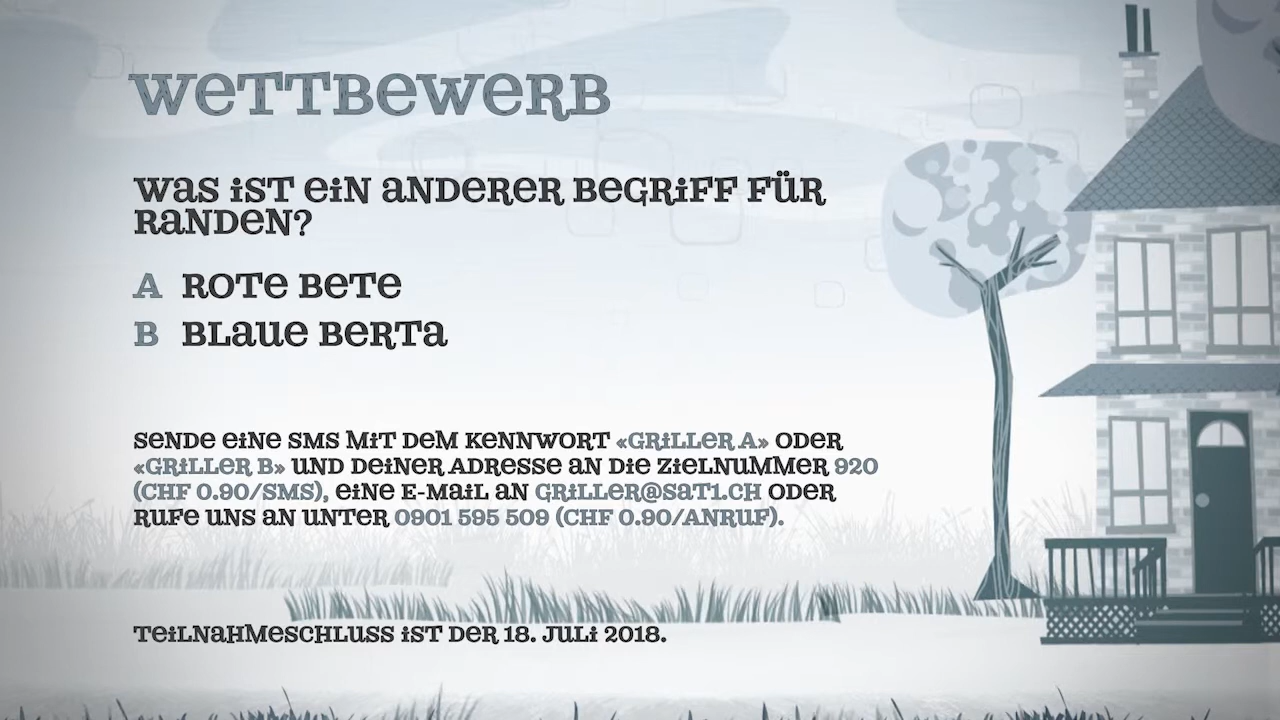 WETTBEWERB
WAS IST EIN ANDERER BEGRIFF FÜR
RANDEN?
A ROTE BETE
B BLAUE BERTA
SENDE EINE SMS MIT DEM KENNWORT «GRILLER A» ODER
«GRILLER B» UND DEINER ADRESSE AN DIE ZIELNUMMER 920
(CHF 0.90/SMS), EINE E-MAIL AN GRILLER@SAT1.CH ODER
RUFE UNS AN UNTER 0901 595 509 (CHF 0.90/ANRUF).
TEILNAHMESCHLUSS IST DER 18. JULI 2018.